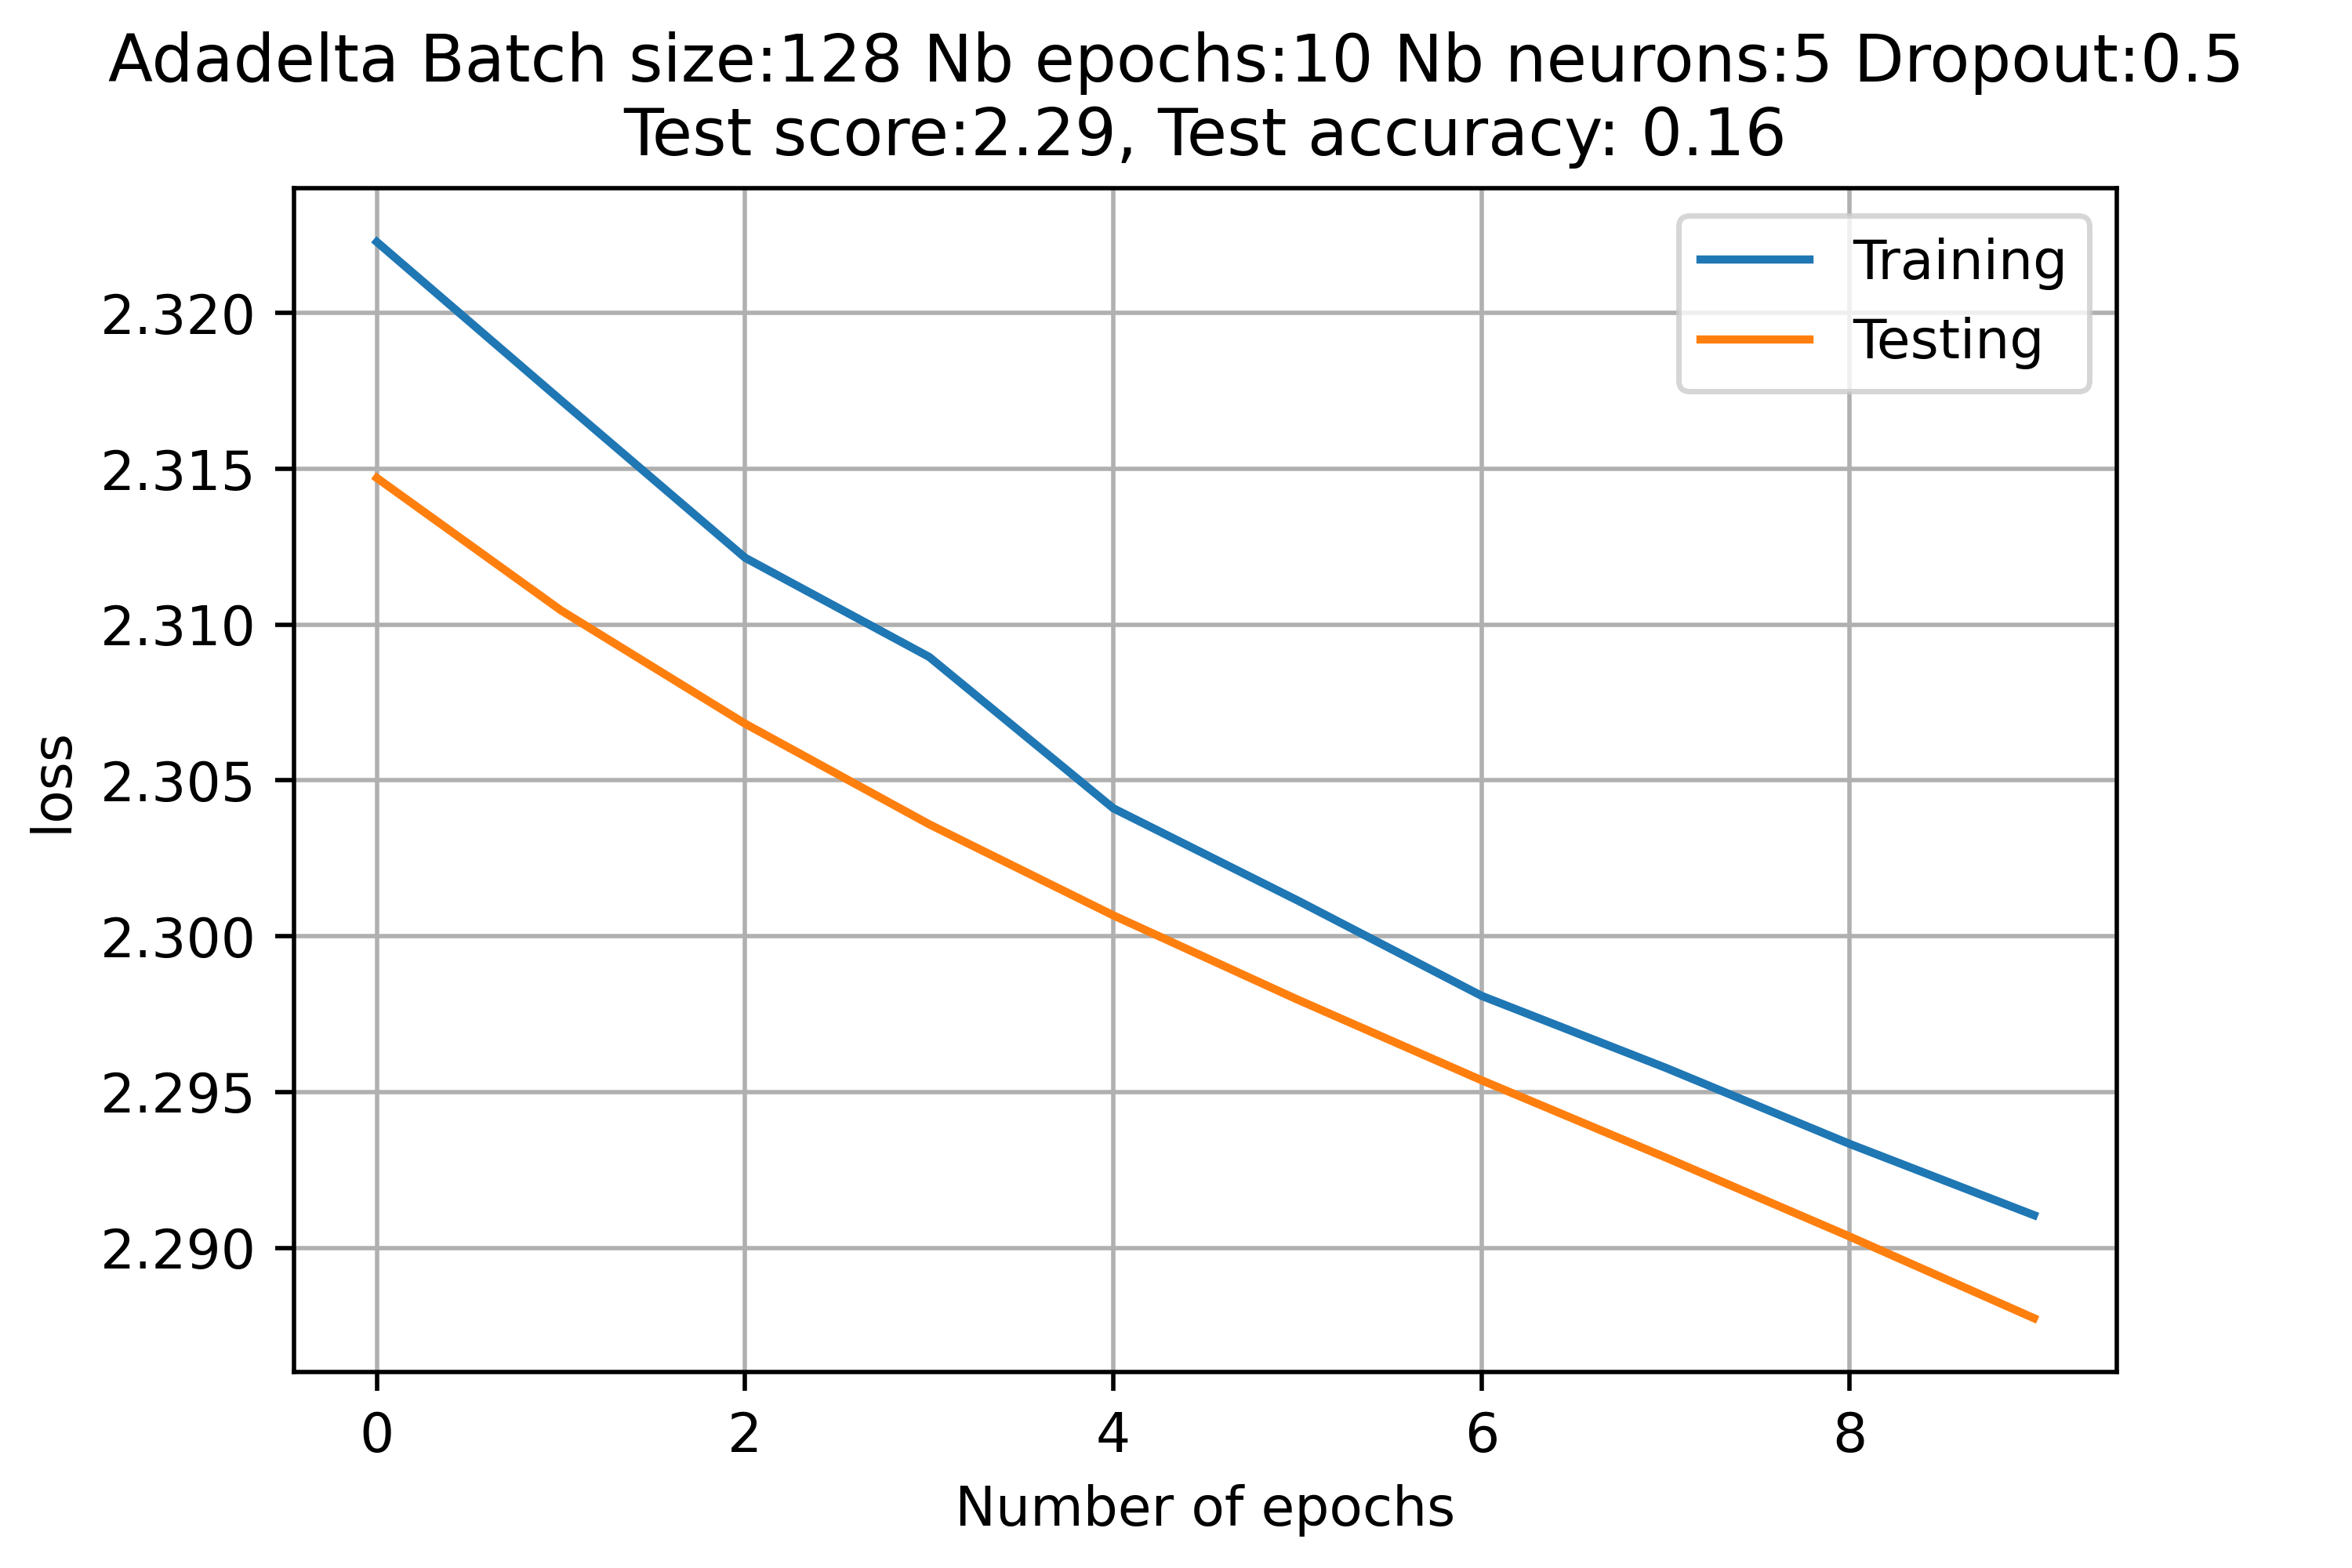 Adadelta Batch size:128 Nb epochs:10 Nb neurons:5 Dropout:0.5
Test score:2.29, Test accuracy: 0.16
Training
Testing
2.320
2.315
2.310
2.305
2.300
2.295
2.290
loss
0 2 4 6 8
Number of epochs